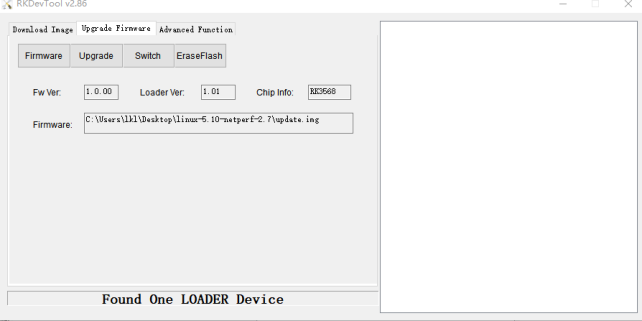 RKDevTool v2.86
Download Image Upgrade Firmware Advanced Function
Firmware Upgrade Switch EraseFlash
Fw Ver: 1.0.00 Loader Ver: 1.01 Chip Info: RK3568
Firmware: C:\Users\lkl\Desktop\linux-5.10-netperf-2.7\update.img
Found One LOADER Device